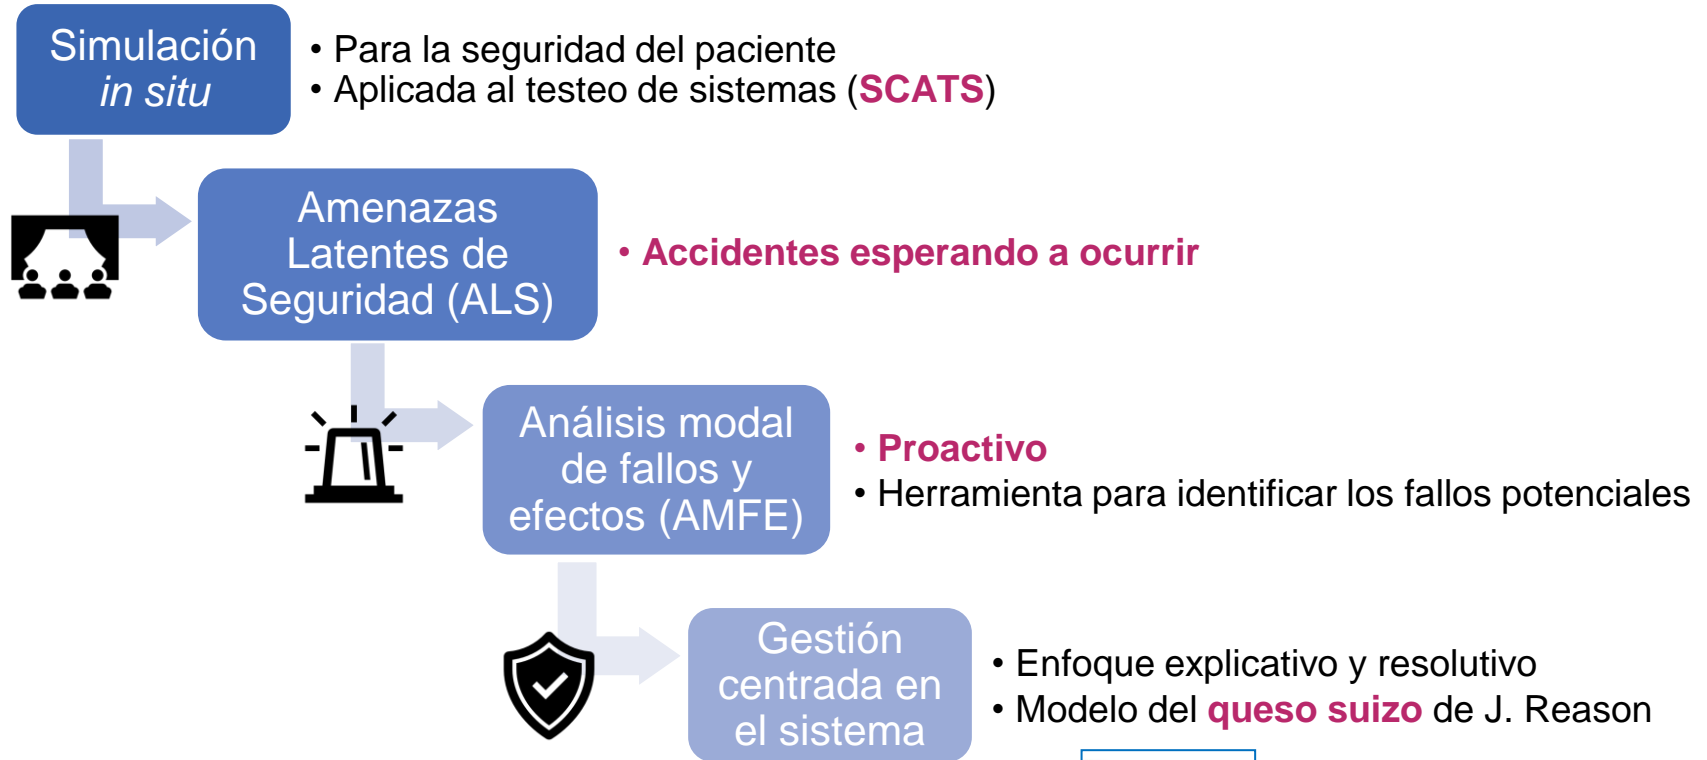 Simulación
in situ
• Para la seguridad del paciente
• Aplicada al testeo de sistemas (SCATS)
Amenazas
Latentes de
Seguridad (ALS)
• Accidentes esperando a ocurrir
Análisis modal
de fallos y
efectos (AMFE)
• Proactivo
• Herramienta para identificar los fallos potenciales
Gestión
centrada en
el sistema
• Enfoque explicativo y resolutivo
• Modelo del queso suizo de J. Reason